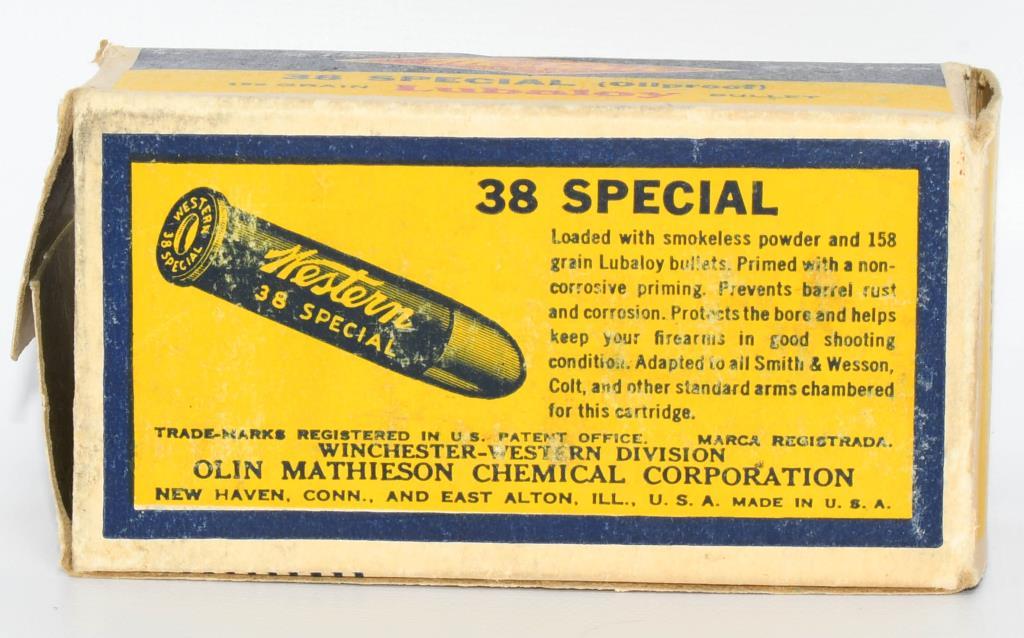 38 SPECIAL (Oilproof)
158 GRAIN Lubaloy BULLET
38 SPECIAL
WESTERN
38 SPECIAL
Western
38 SPECIAL
Loaded with smokeless powder and 158
grain Lubaloy bullets. Primed with a non-
corrosive priming. Prevents barrel rust
and corrosion. Protects the bore and helps
keep your firearms in good shooting
condition. Adapted to all Smith & Wesson,
Colt, and other standard arms chambered
for this cartridge.
TRADE-MARKS REGISTERED IN U.S. PATENT OFFICE. MARCA REGISTRADA.
WINCHESTER-WESTERN DIVISION
OLIN MATHIESON CHEMICAL CORPORATION
NEW HAVEN, CONN., AND EAST ALTON, ILL., U. S. A. MADE IN U. S. A.